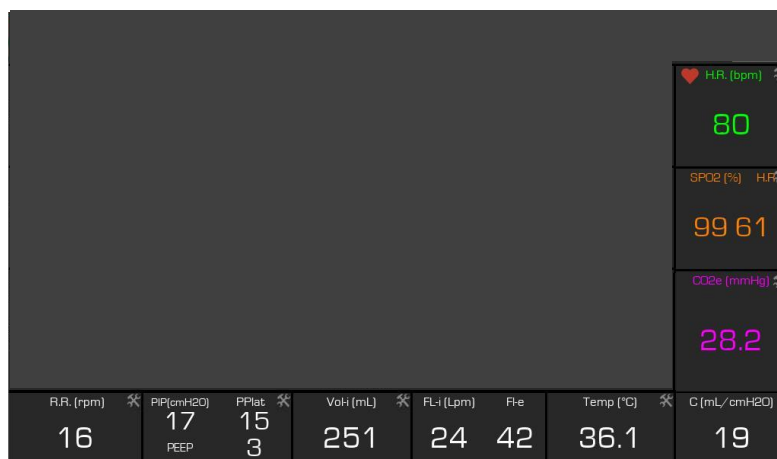 H.R. (bpm)
80
SPO2 (%) H.R
99 61
CO2e (mmHg)
28.2
R.R. (rpm) PIP(cmH2O) PPlat Vol-i (mL) FL-i (Lpm) Fl-e Temp (°C) C (mL/cmH2O)
16 17 15 251 24 42 36.1 19
PEEP 3